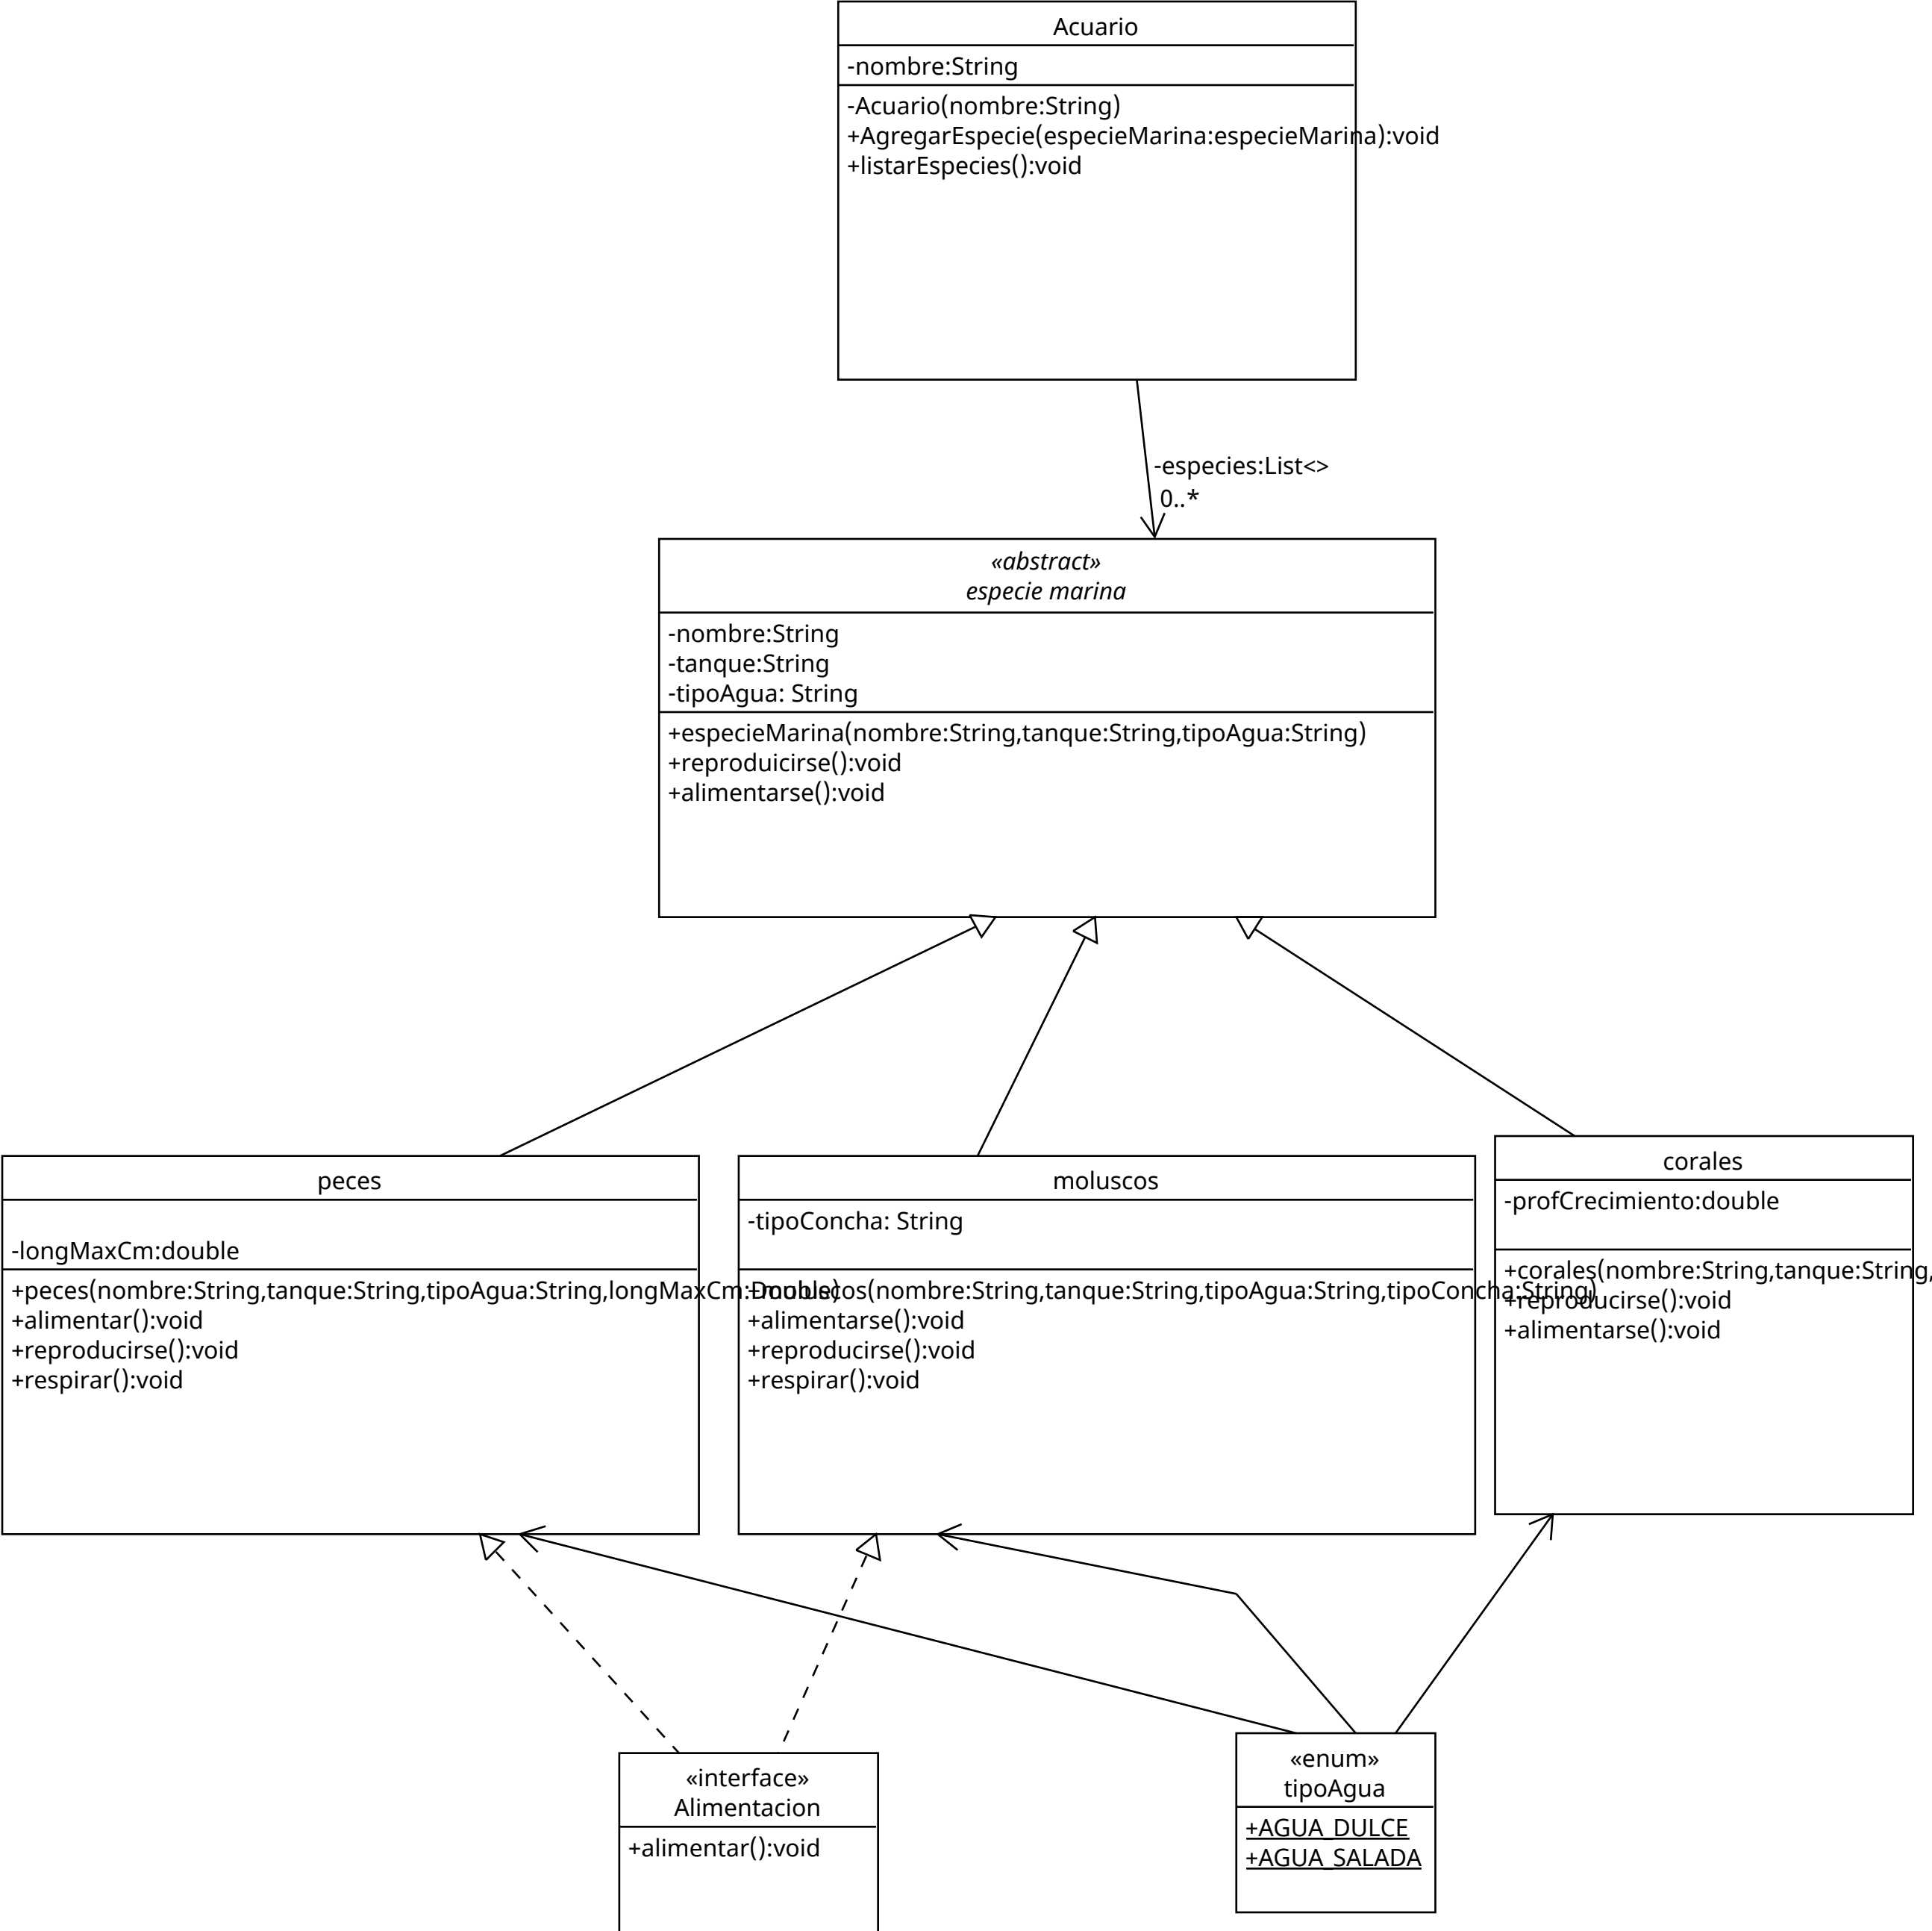 Acuario
-nombre:String
-Acuario(nombre:String)
+AgregarEspecie(especieMarina:especieMarina):void
+listarEspecies():void
-especies:List<>
0..*
«abstract»
especie marina
-nombre:String
-tanque:String
-tipoAgua: String
+especieMarina(nombre:String,tanque:String,tipoAgua:String)
+reproduicirse():void
+alimentarse():void
peces
-longMaxCm:double
+peces(nombre:String,tanque:String,tipoAgua:String,longMaxCm:Double)
+alimentar():void
+reproducirse():void
+respirar():void
moluscos
-tipoConcha: String
+moluscos(nombre:String,tanque:String,tipoAgua:String,tipoConcha:String)
+alimentarse():void
+reproducirse():void
+respirar():void
corales
-profCrecimiento:double
+corales(nombre:String,tanque:String,
+reproducirse():void
+alimentarse():void
«interface»
Alimentacion
+alimentar():void
«enum»
tipoAgua
+AGUA_DULCE
+AGUA_SALADA